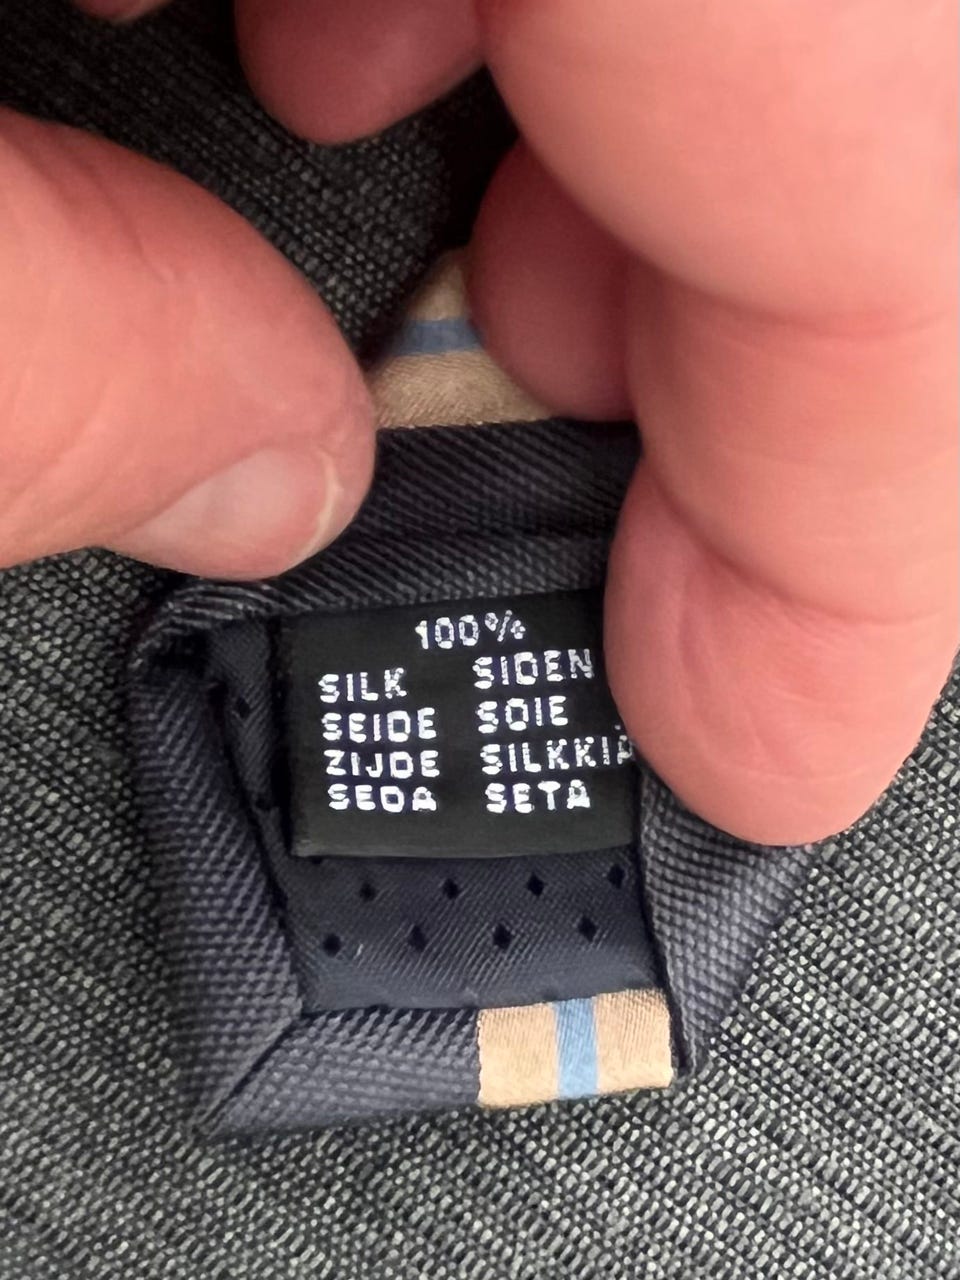 100%
SILK SIDEN
SEIDE SOIE
ZIJDE SILKKIÄ
SEDA SETA